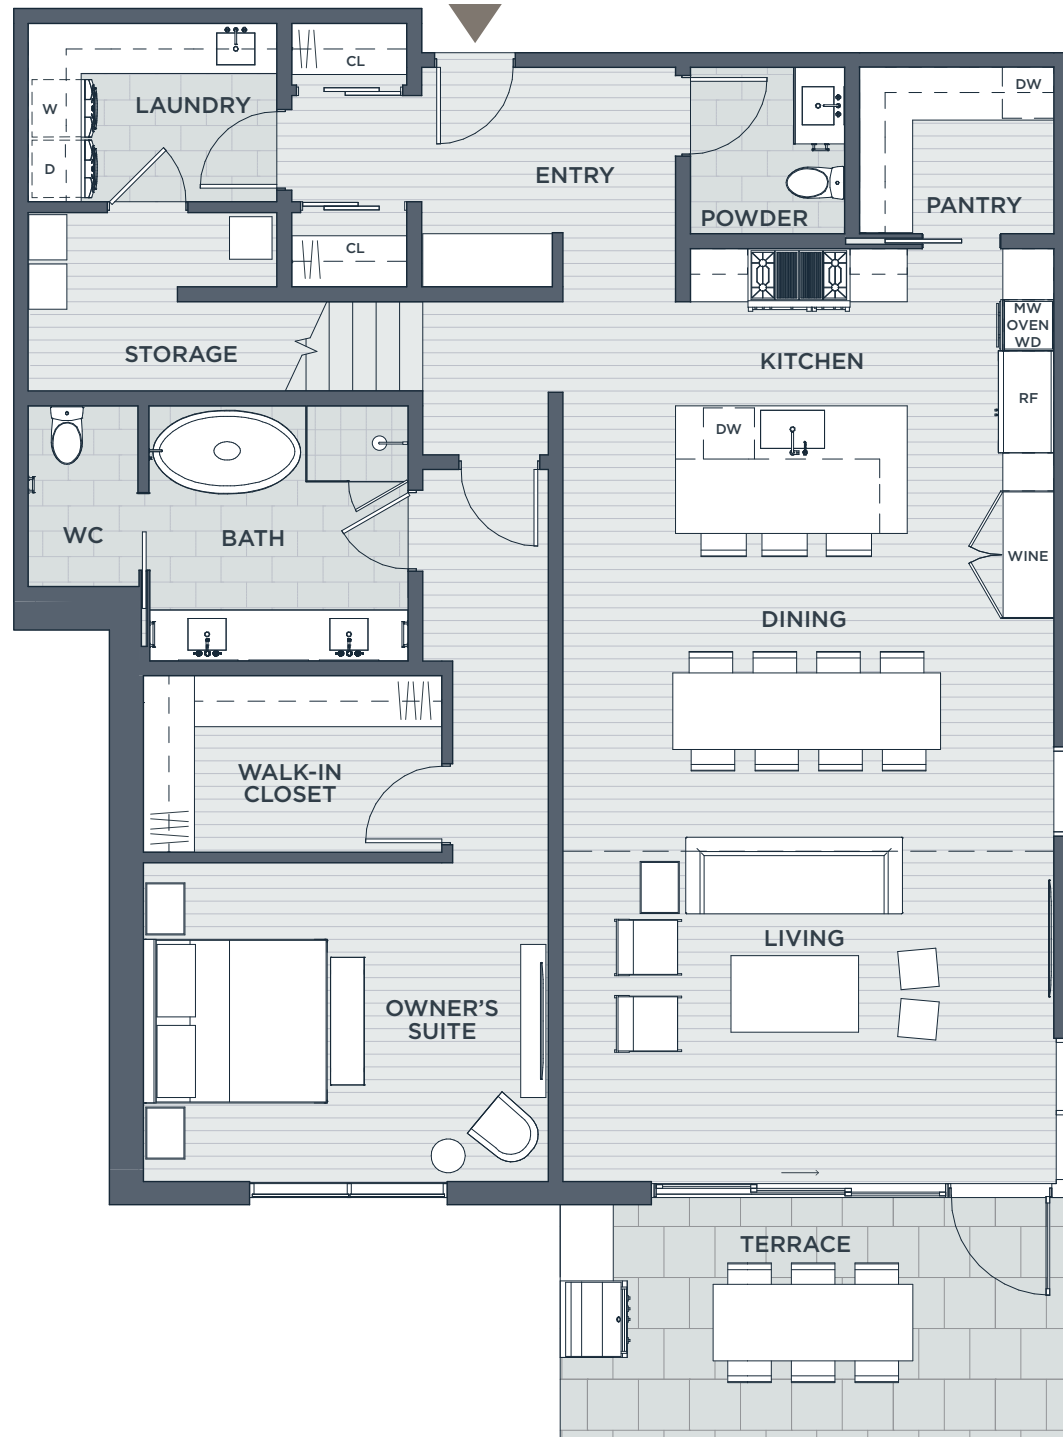 CL
DW
W
LAUNDRY
D
ENTRY
POWDER
PANTRY
CL
MW
OVEN
WD
STORAGE
KITCHEN
RF
DW
WC
BATH
WINE
DINING
WALK-IN
CLOSET
LIVING
OWNER'S
SUITE
TERRACE